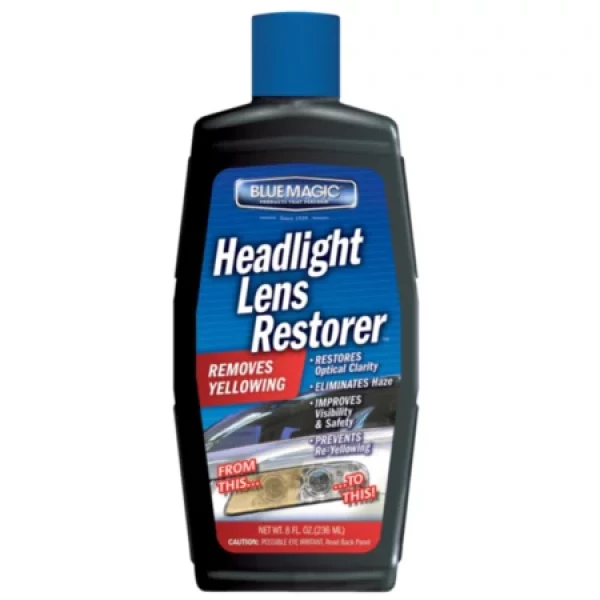 BLUE MAGIC
PRODUCTS THAT PERFORM
Since 1939
Headlight
Lens
Restorer™
REMOVES
YELLOWING
• RESTORES
Optical Clarity
• ELIMINATES Haze
• IMPROVES
Visibility
& Safety
• PREVENTS
Re-Yellowing
FROM
THIS...
...TO
THIS!
NET WT. 8 FL. OZ. (236 ML)
CAUTION: POSSIBLE EYE IRRITANT, Read Back Panel